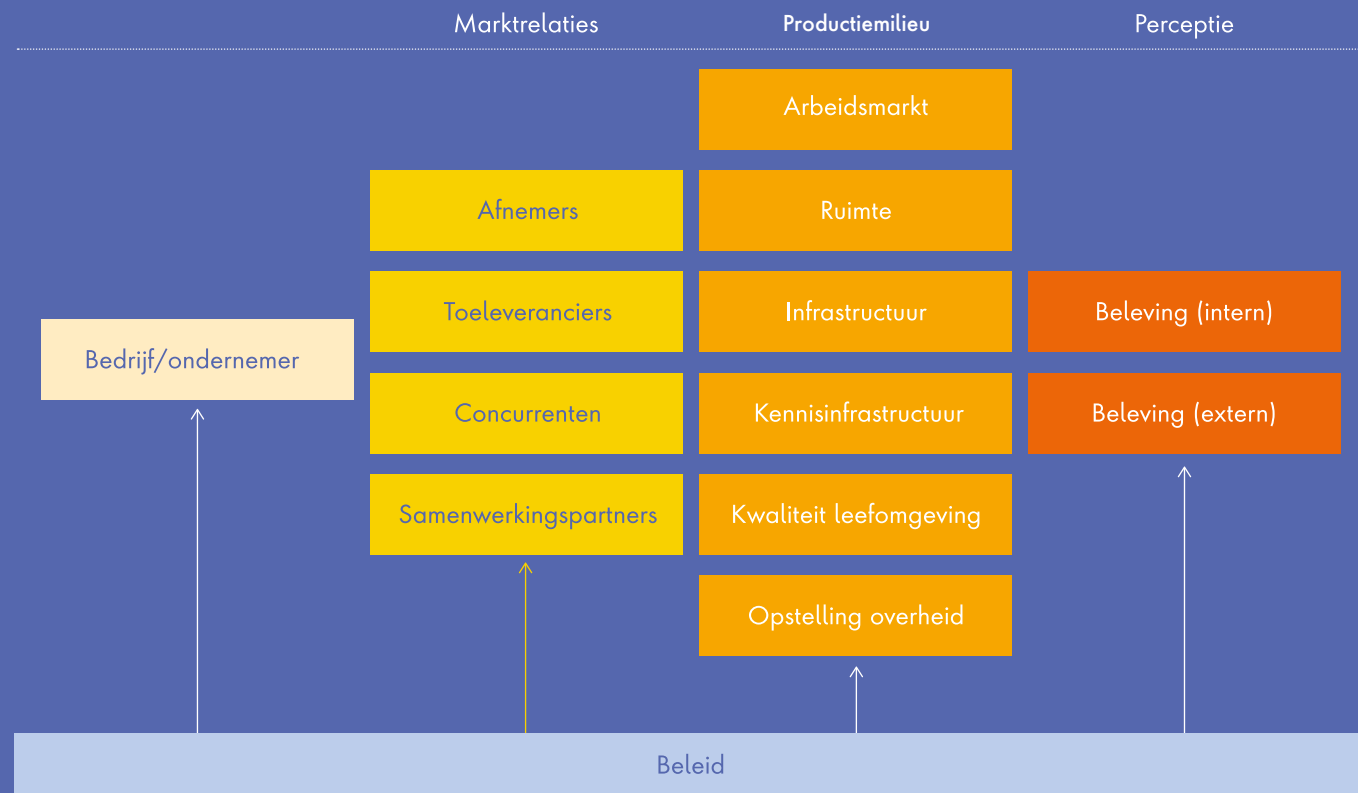 Marktrelaties
Productiemilieu
Perceptie
Arbeidsmarkt
Afnemers
Ruimte
Toeleveranciers
Infrastructuur
Beleving (intern)
Bedrijf/ondernemer
Concurrenten
Kennisinfrastructuur
Beleving (extern)
Samenwerkingspartners
Kwaliteit leefomgeving
Opstelling overheid
Beleid